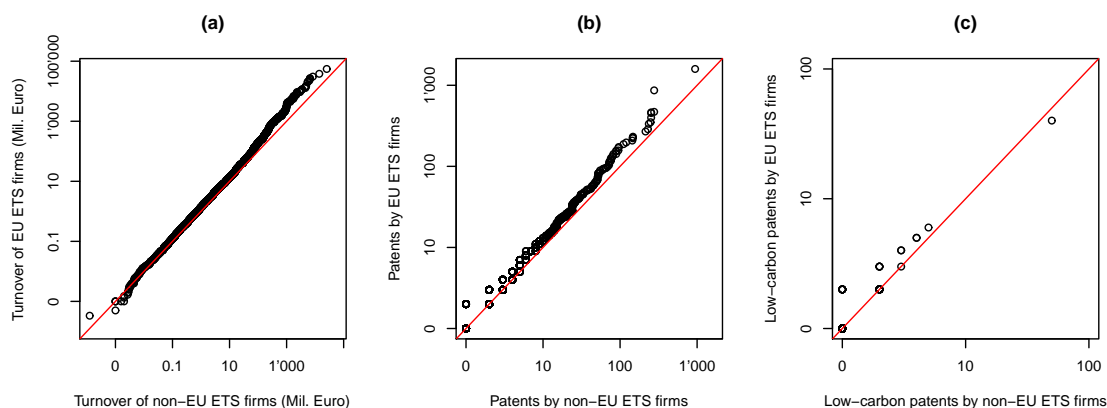 (a)
Turnover of EU ETS firms (Mil. Euro)
100'000
1'000
10
0.1
0
0
0.1
10
1'000
Turnover of non−EU ETS firms (Mil. Euro)
(b)
Patents by EU ETS firms
1'000
100
10
0
0
10
100
1'000
Patents by non−EU ETS firms
(c)
Low−carbon patents by EU ETS firms
100
10
0
0
10
100
Low−carbon patents by non−EU ETS firms